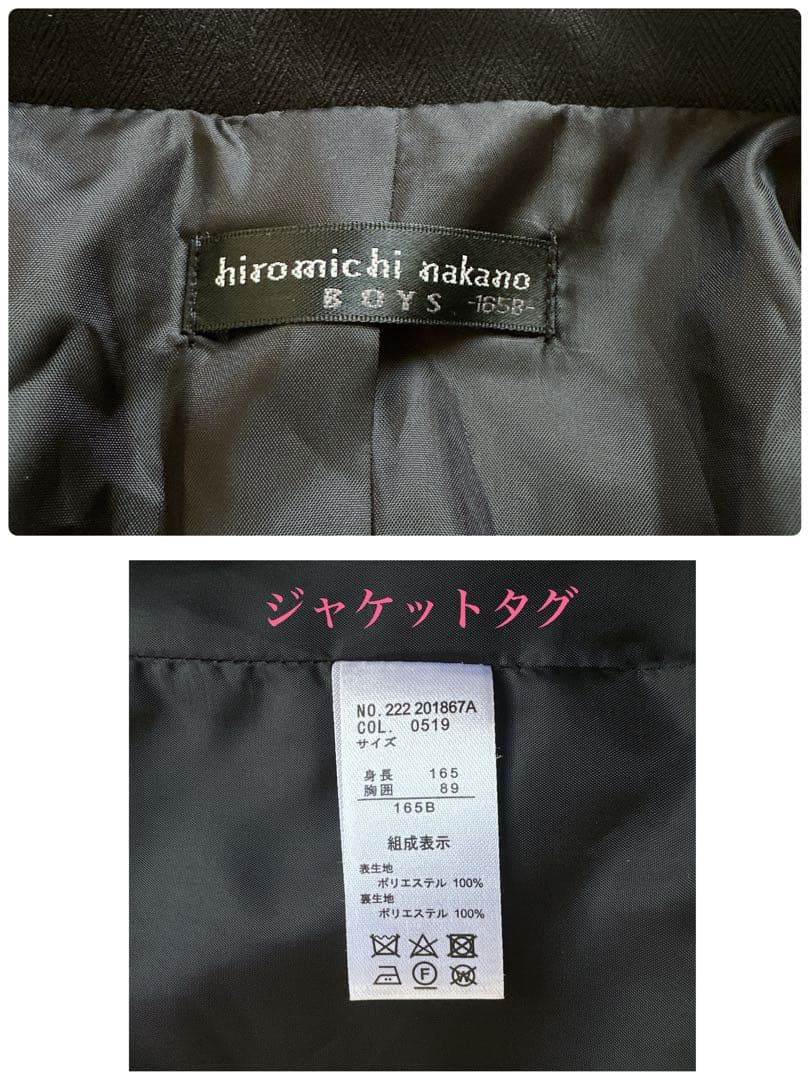 hiromichi nakano
BOYS -165B-
ジャケットタグ
NO. 222 201867A
COL. 0519
サイズ
身長 165
胸囲 89
165B
組成表示
表生地
ポリエステル 100%
裏生地
ポリエステル 100%
F
W